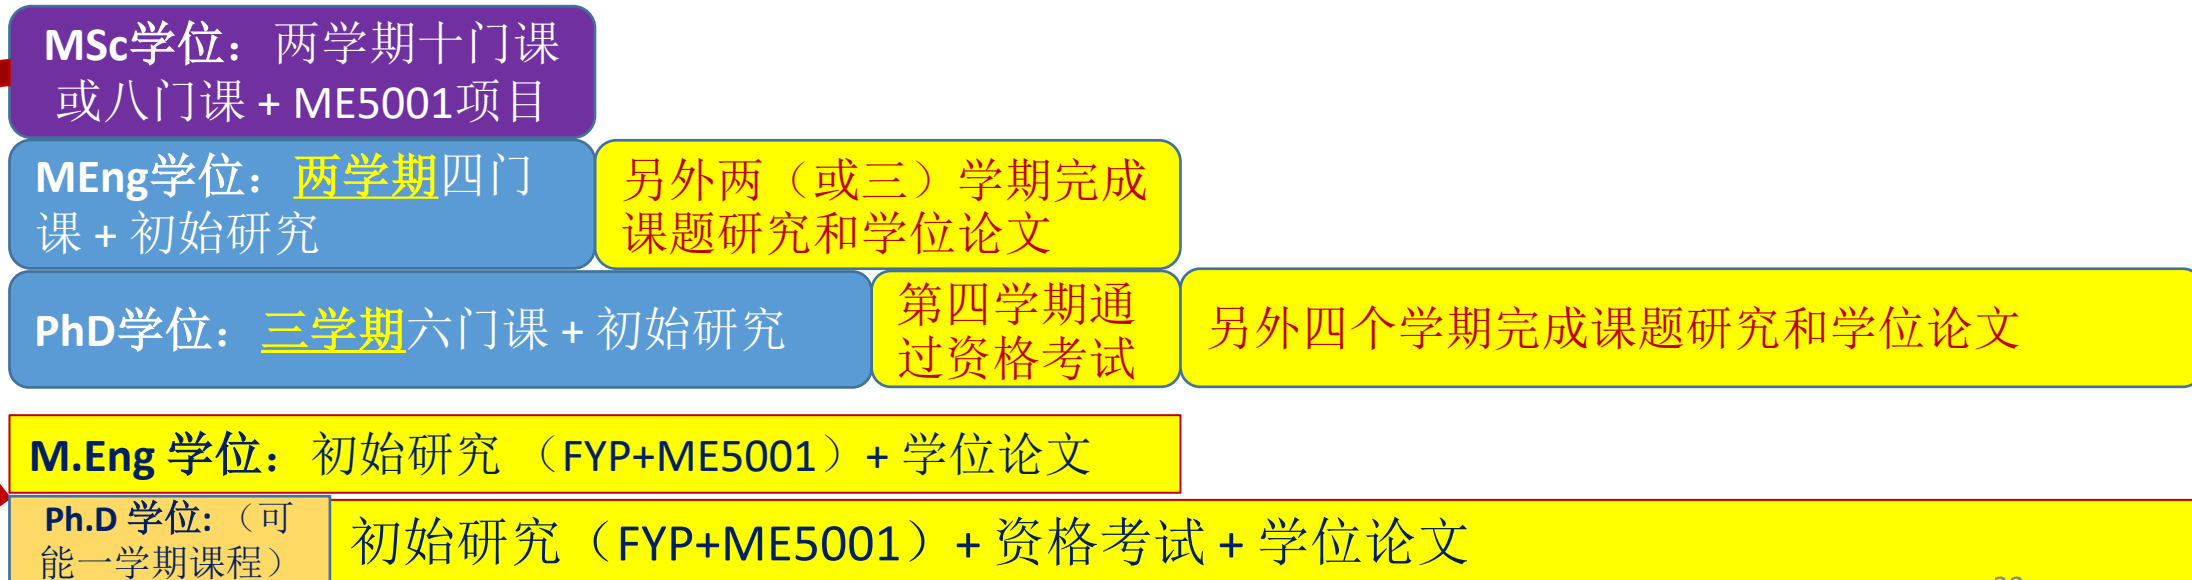 MSc学位：两学期十门课
或八门课 + ME5001项目
MEng学位：两学期四门
课 + 初始研究
另外两（或三）学期完成
课题研究和学位论文
PhD学位：三学期六门课 + 初始研究
第四学期通
过资格考试
另外四个学期完成课题研究和学位论文
M.Eng 学位：初始研究 （FYP+ME5001）+ 学位论文
Ph.D 学位:（可
能一学期课程）
初始研究（FYP+ME5001）+ 资格考试 + 学位论文